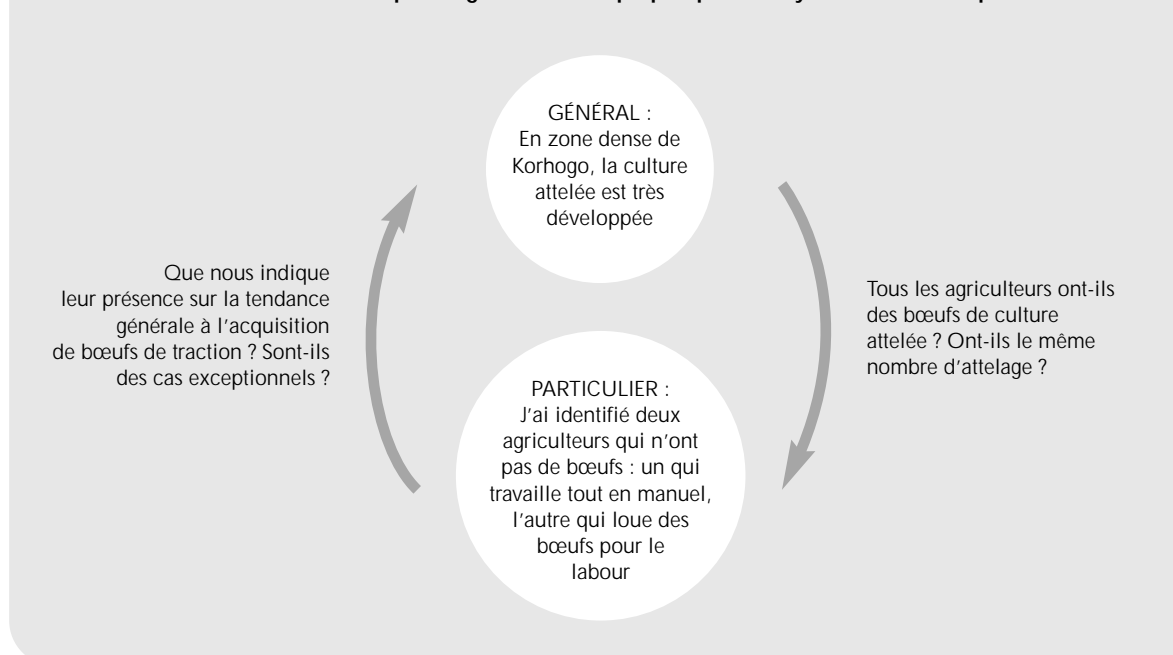 GÉNÉRAL :
En zone dense de
Korhogo, la culture
attelée est très
développée
Que nous indique
leur présence sur la tendance
générale à l’acquisition
de bœufs de traction ? Sont-ils
des cas exceptionnels ?
Tous les agriculteurs ont-ils
des bœufs de culture
attelée ? Ont-ils le même
nombre d’attelage ?
PARTICULIER :
J’ai identifié deux
agriculteurs qui n’ont
pas de bœufs : un qui
travaille tout en manuel,
l’autre qui loue des
bœufs pour le
labour